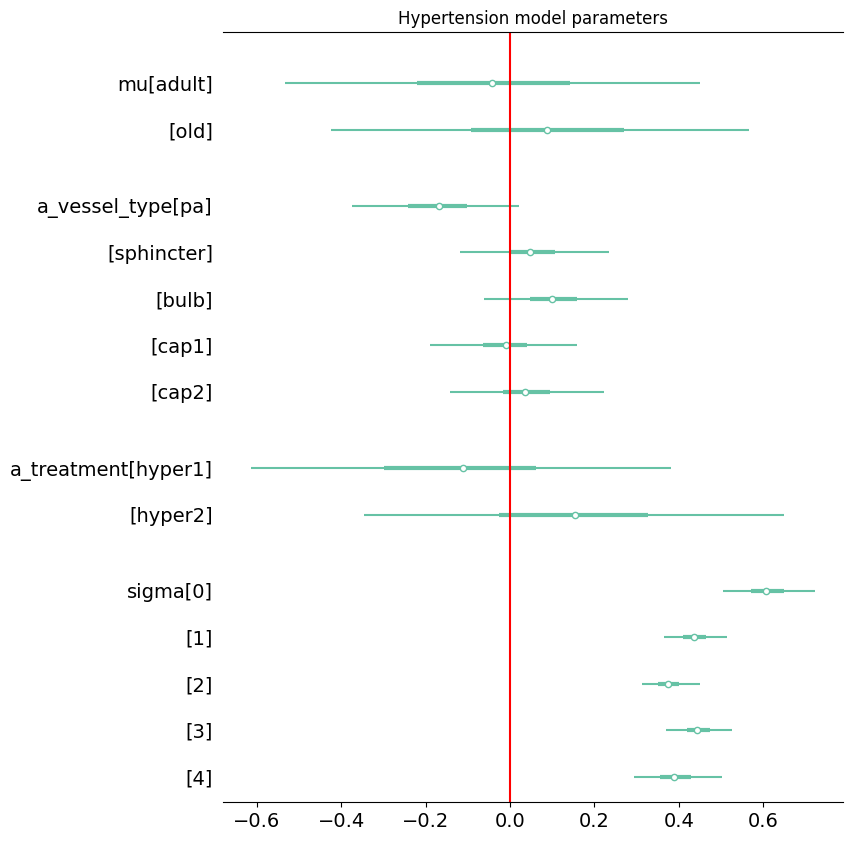 Hypertension model parameters
mu[adult]
[old]
a_vessel_type[pa]
[sphincter]
[bulb]
[cap1]
[cap2]
a_treatment[hyper1]
[hyper2]
sigma[0]
[1]
[2]
[3]
[4]
−0.6 −0.4 −0.2 0.0 0.2 0.4 0.6